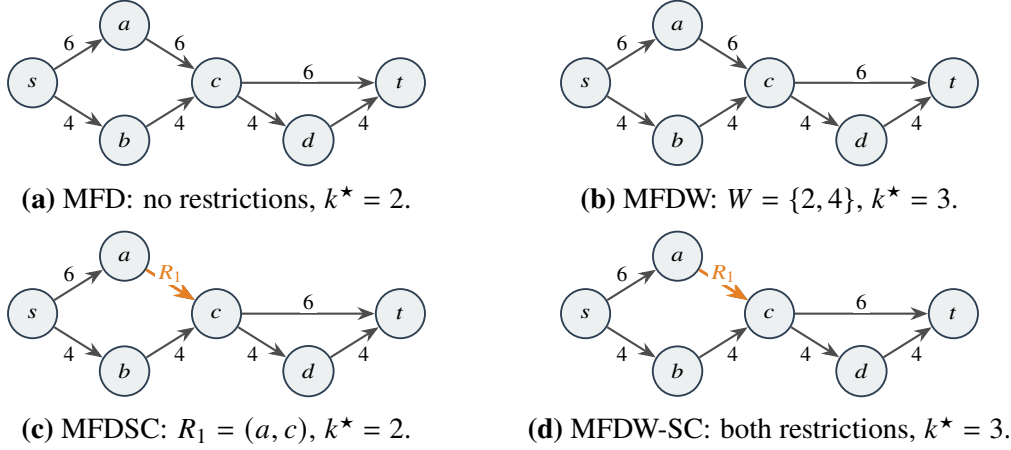 a
6
6
s
c
6
t
4
4
4
4
b
d
(a) MFD: no restrictions, k★ = 2.
a
6
6
s
c
6
t
4
4
4
4
b
d
(b) MFDW: W = {2, 4}, k★ = 3.
a
6
R₁
s
c
6
t
4
4
4
4
b
d
(c) MFDSC: R₁ = (a, c), k★ = 2.
a
6
R₁
s
c
6
t
4
4
4
4
b
d
(d) MFDW-SC: both restrictions, k★ = 3.